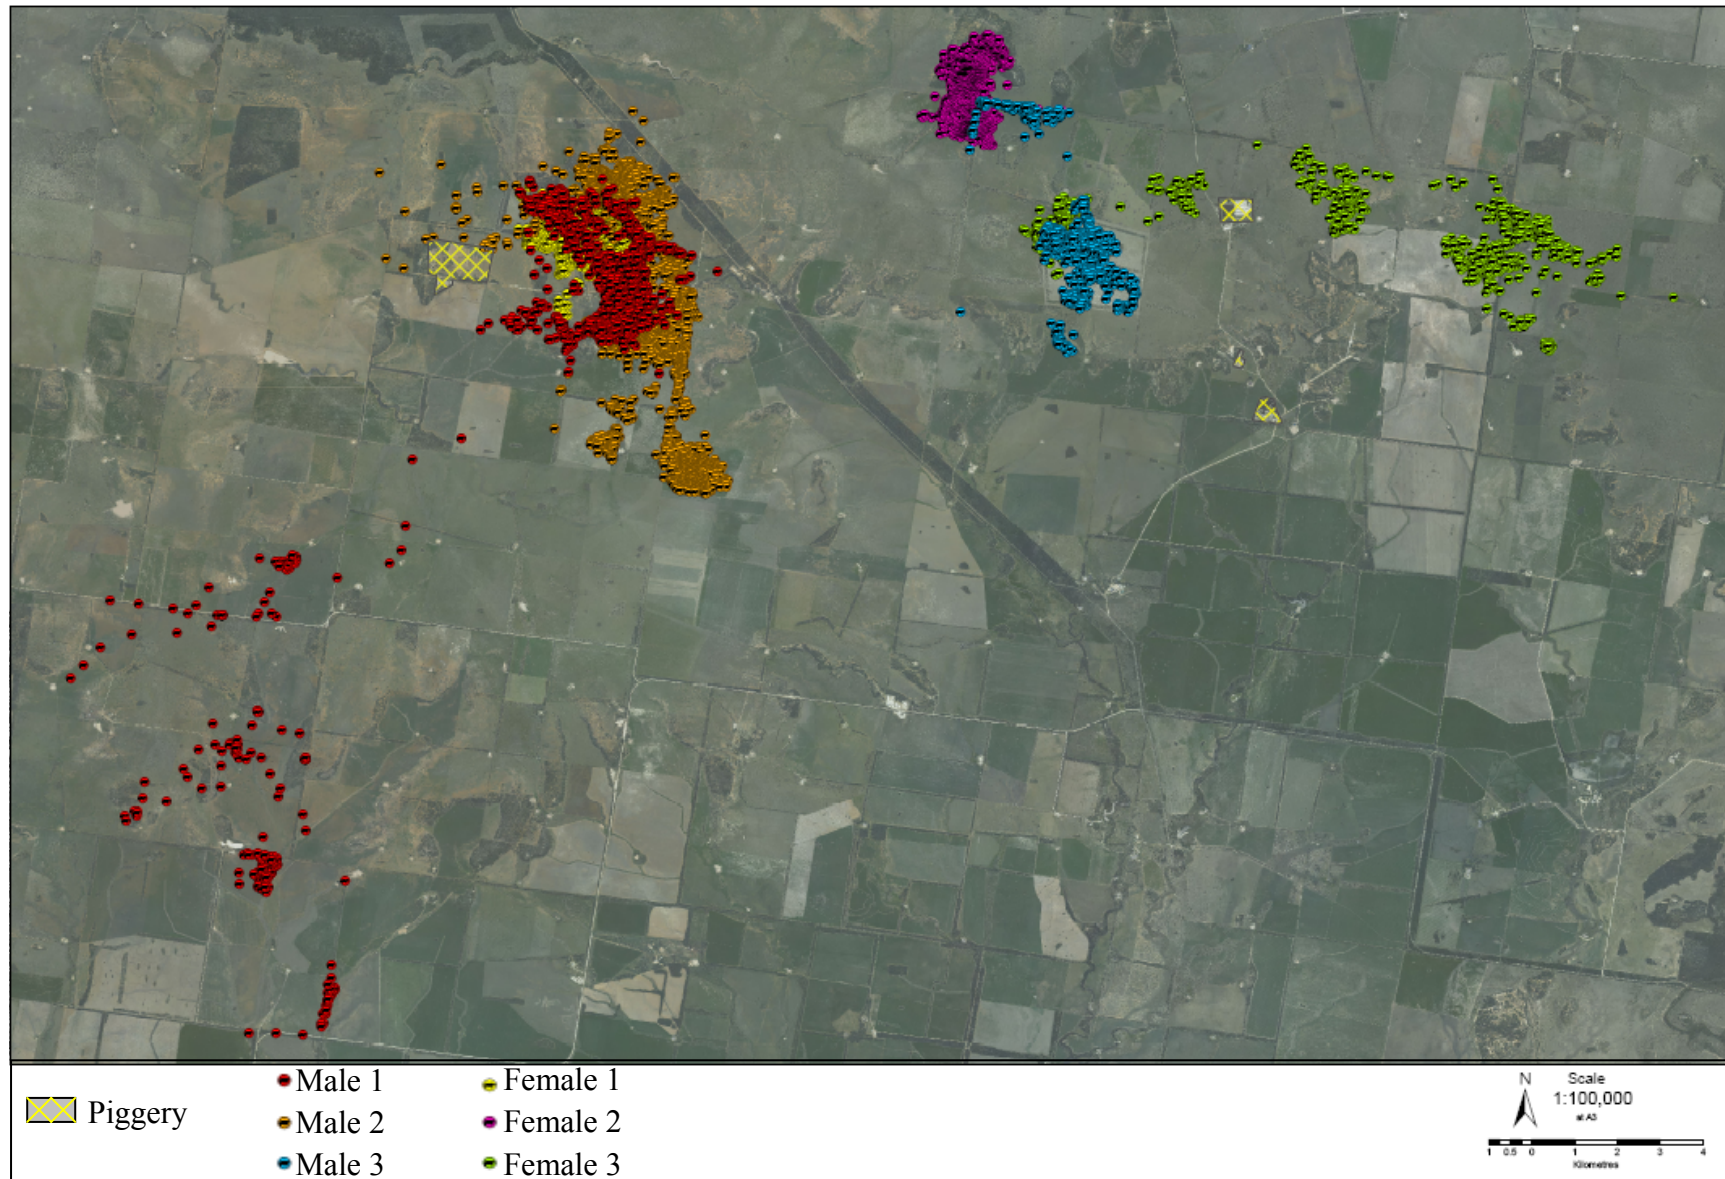 Piggery
Male 1
Male 2
Male 3
Female 1
Female 2
Female 3
N
Scale
1:100,000
at A3
1 0.5 0 1 2 3 4
Kilometres